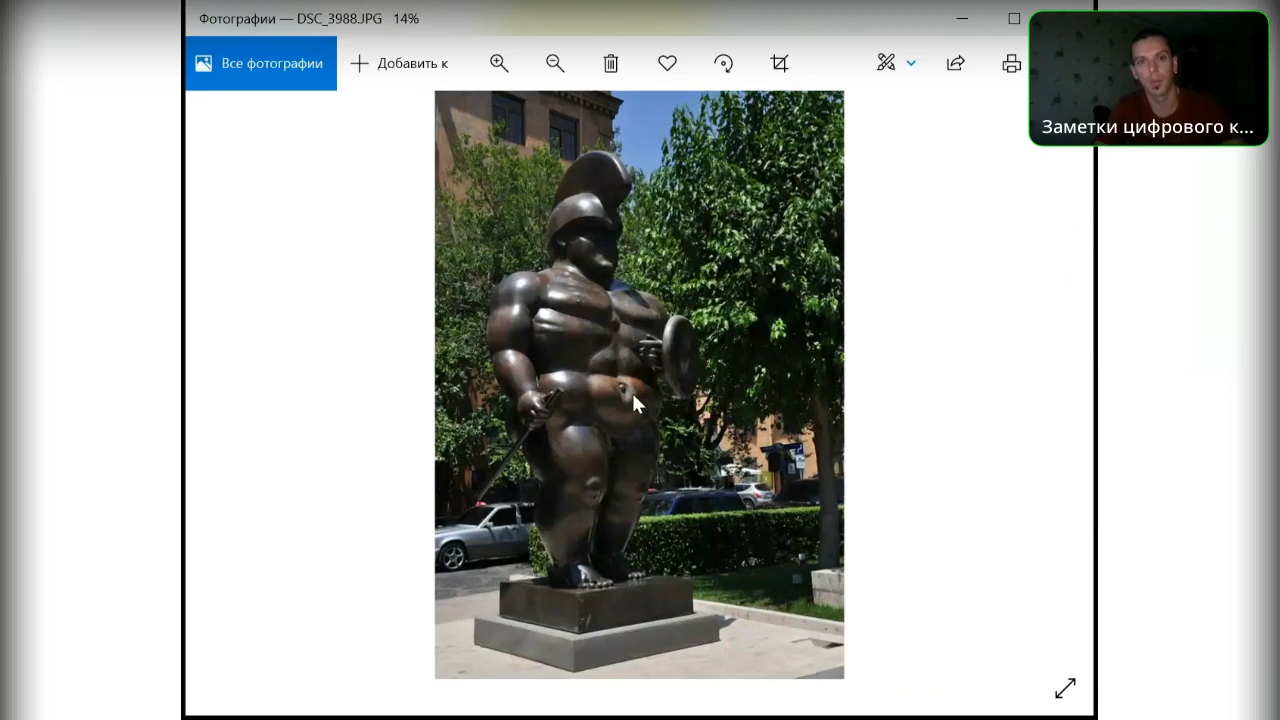 Фотографии — DSC_3988.JPG 14%
Все фотографии
Добавить к
Заметки цифрового к...